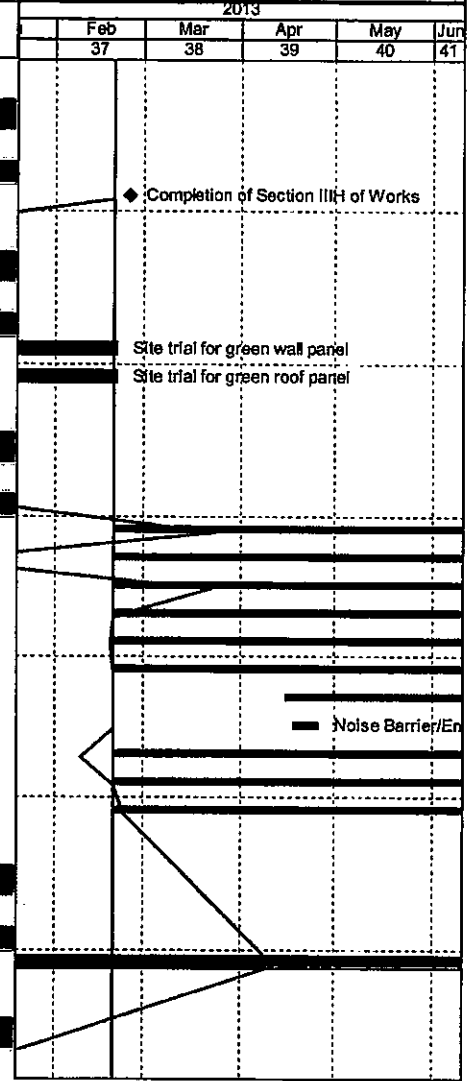 2013
Feb Mar Apr May Jun
37 38 39 40 41
Completion of Section IIIH of Works
Site trial for green wall panel
Site trial for green roof panel
Noise Barrier/En